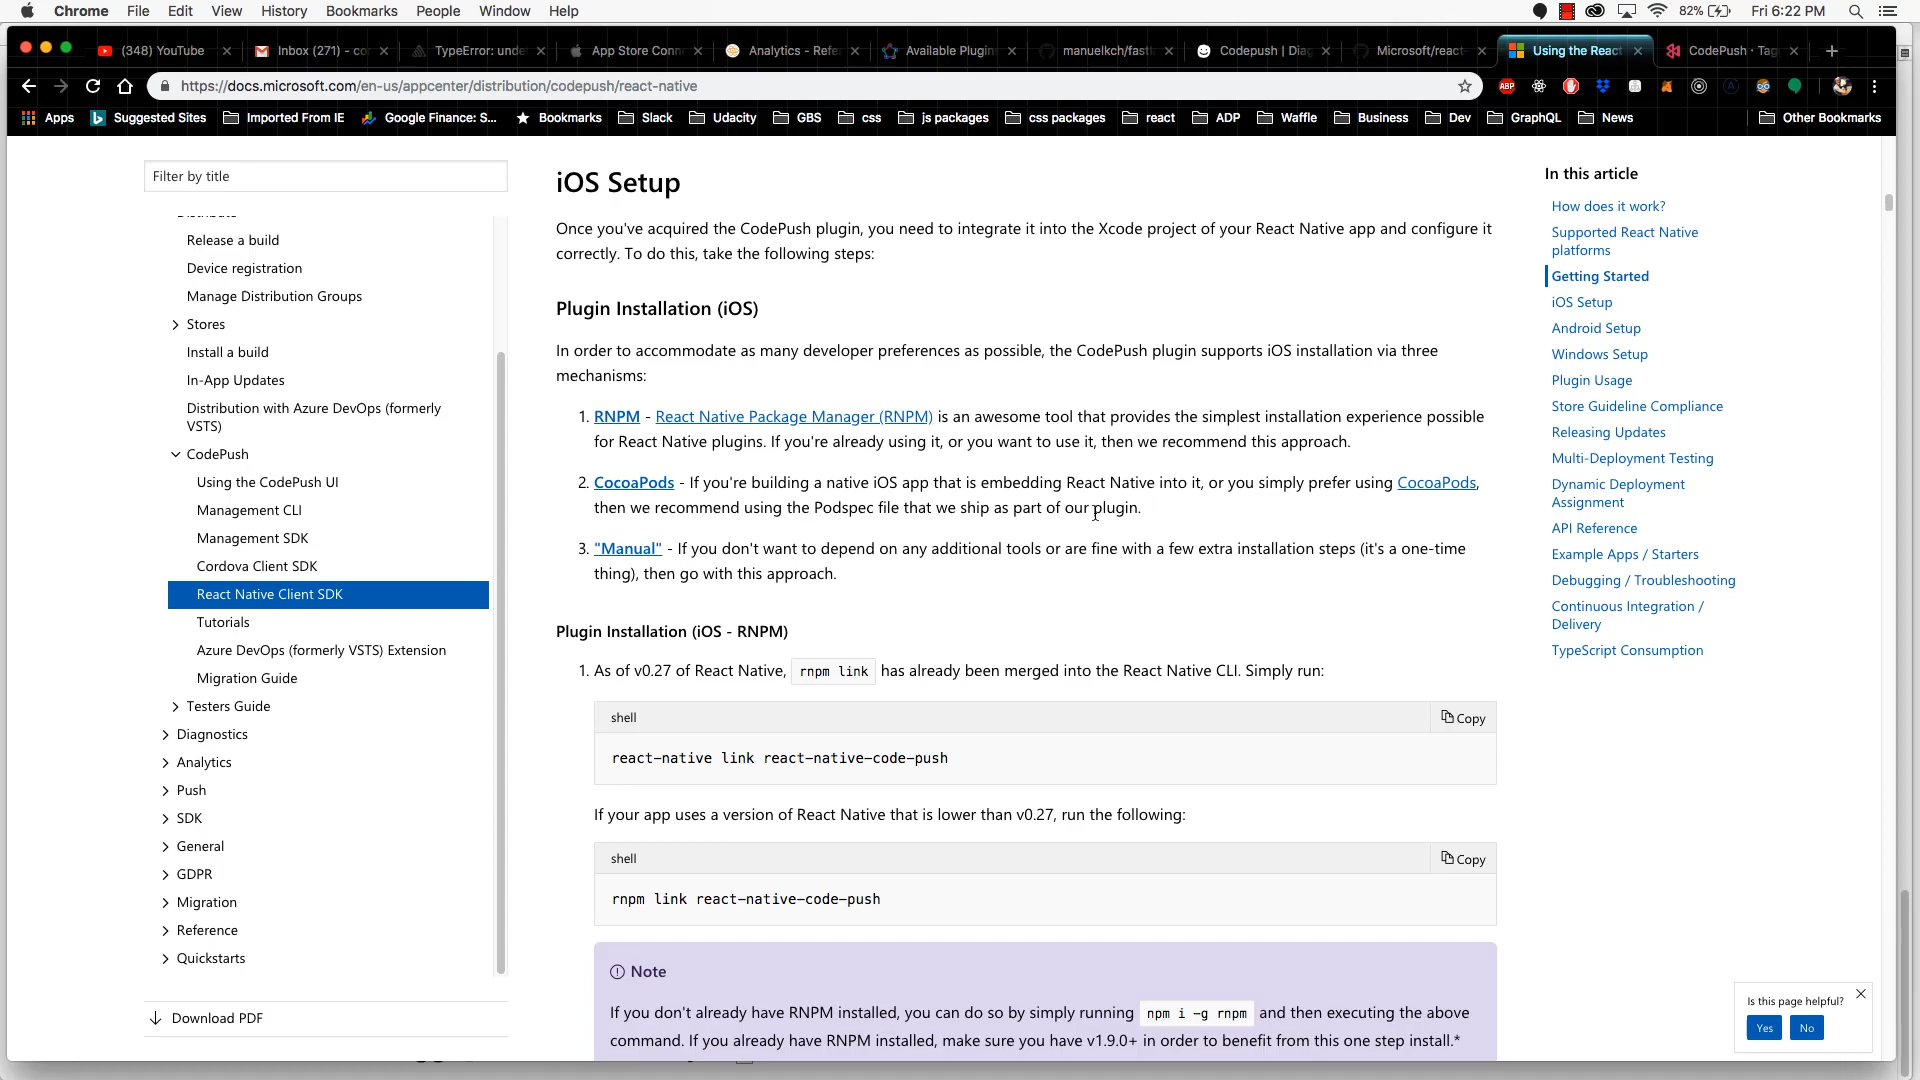 Chrome File Edit View History Bookmarks People Window Help 82% Fri 6:22 PM
(348) YouTube Inbox (271) - co TypeError: unde App Store Conn Analytics - Refe Available Plugin manuelkch/fastl Codepush | Dia Microsoft/react- Using the React CodePush · Tag
https://docs.microsoft.com/en-us/appcenter/distribution/codepush/react-native ABP
Apps Suggested Sites Imported From IE Google Finance: S... Bookmarks Slack Udacity GBS css js packages css packages react ADP Waffle Business Dev GraphQL News Other Bookmarks
Filter by title
Distribute
Release a build
Device registration
Manage Distribution Groups
Stores
Install a build
In-App Updates
Distribution with Azure DevOps (formerly
VSTS)
CodePush
Using the CodePush UI
Management CLI
Management SDK
Cordova Client SDK
React Native Client SDK
Tutorials
Azure DevOps (formerly VSTS) Extension
Migration Guide
Testers Guide
Diagnostics
Analytics
Push
SDK
General
GDPR
Migration
Reference
Quickstarts
Download PDF
iOS Setup
Once you've acquired the CodePush plugin, you need to integrate it into the Xcode project of your React Native app and configure it
correctly. To do this, take the following steps:
Plugin Installation (iOS)
In order to accommodate as many developer preferences as possible, the CodePush plugin supports iOS installation via three
mechanisms:
1. RNPM - React Native Package Manager (RNPM) is an awesome tool that provides the simplest installation experience possible
for React Native plugins. If you're already using it, or you want to use it, then we recommend this approach.
2. CocoaPods - If you're building a native iOS app that is embedding React Native into it, or you simply prefer using CocoaPods,
then we recommend using the Podspec file that we ship as part of our plugin.
3. "Manual" - If you don't want to depend on any additional tools or are fine with a few extra installation steps (it's a one-time
thing), then go with this approach.
Plugin Installation (iOS - RNPM)
1. As of v0.27 of React Native, rnpm link has already been merged into the React Native CLI. Simply run:
shell Copy
react-native link react-native-code-push
If your app uses a version of React Native that is lower than v0.27, run the following:
shell Copy
rnpm link react-native-code-push
Note
If you don't already have RNPM installed, you can do so by simply running npm i -g rnpm and then executing the above
command. If you already have RNPM installed, make sure you have v1.9.0+ in order to benefit from this one step install.*
In this article
How does it work?
Supported React Native
platforms
Getting Started
iOS Setup
Android Setup
Windows Setup
Plugin Usage
Store Guideline Compliance
Releasing Updates
Multi-Deployment Testing
Dynamic Deployment
Assignment
API Reference
Example Apps / Starters
Debugging / Troubleshooting
Continuous Integration /
Delivery
TypeScript Consumption
Is this page helpful?
Yes No